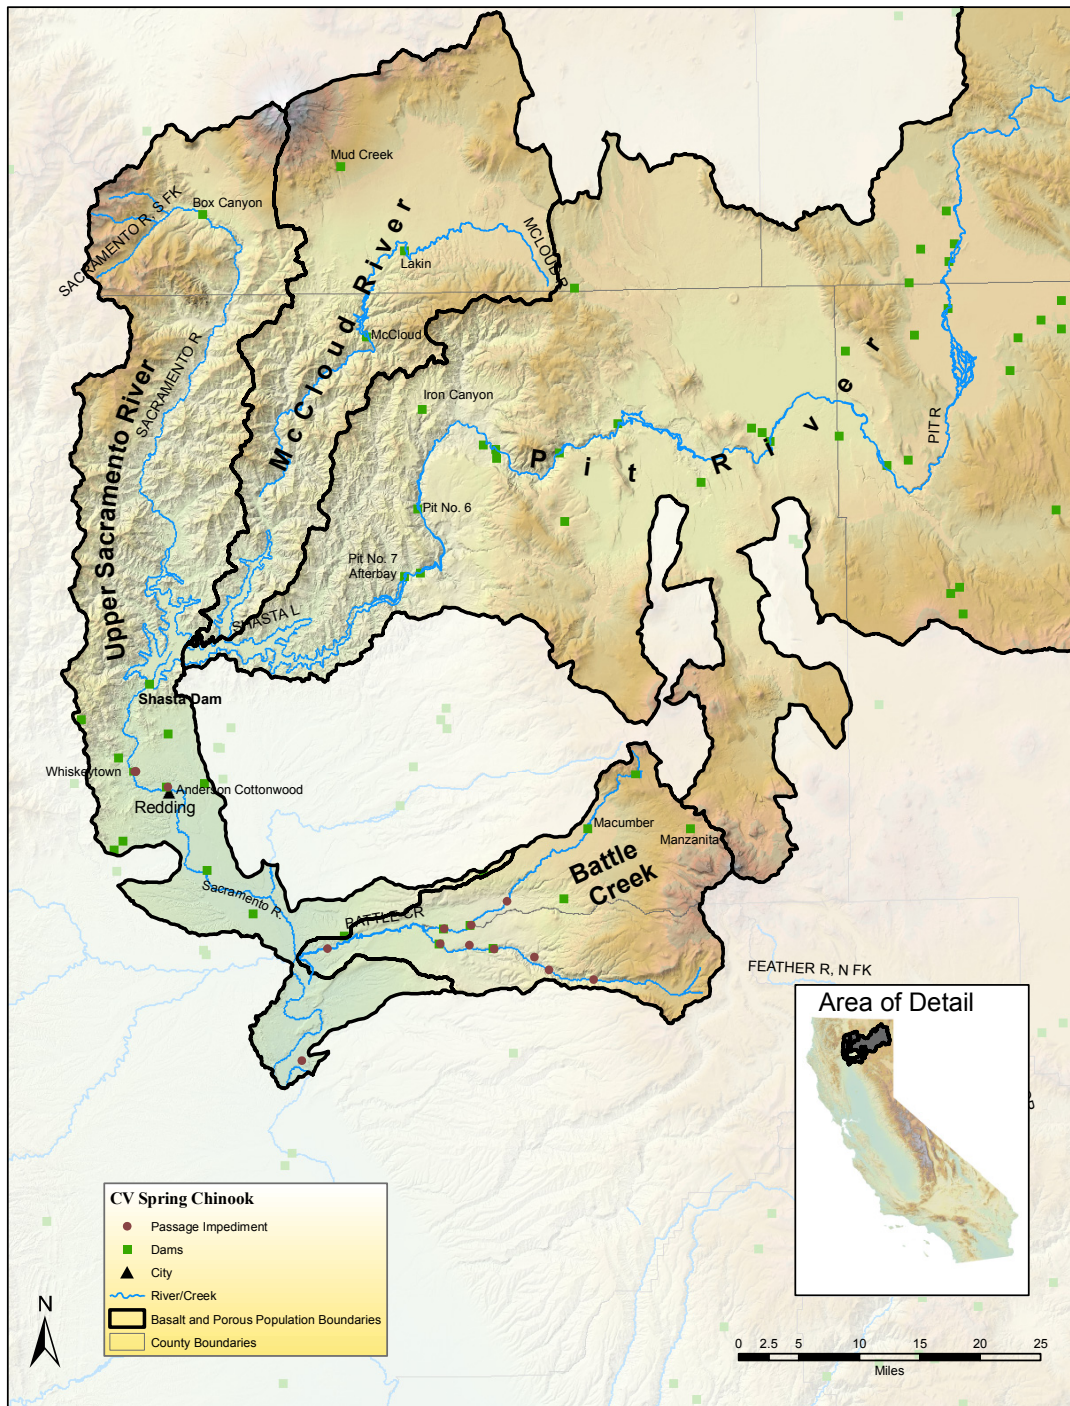 Mud Creek
Box Canyon
SACRAMENTO R, S FK
MCLOUD R
Lakin
McCloud River
McCloud
SACRAMENTO R
Upper Sacramento River
Iron Canyon
Pit River
PIT R
Pit No. 6
Pit No. 7
Afterbay
SHASTA L
Shasta Dam
Whiskeytown
Anderson Cottonwood
Redding
Macumber
Manzanita
Battle
Creek
Sacramento R
BATTLE CR
FEATHER R, N FK
Area of Detail
CV Spring Chinook
Passage Impediment
Dams
City
River/Creek
Basalt and Porous Population Boundaries
County Boundaries
N
0 2.5 5 10 15 20 25
Miles